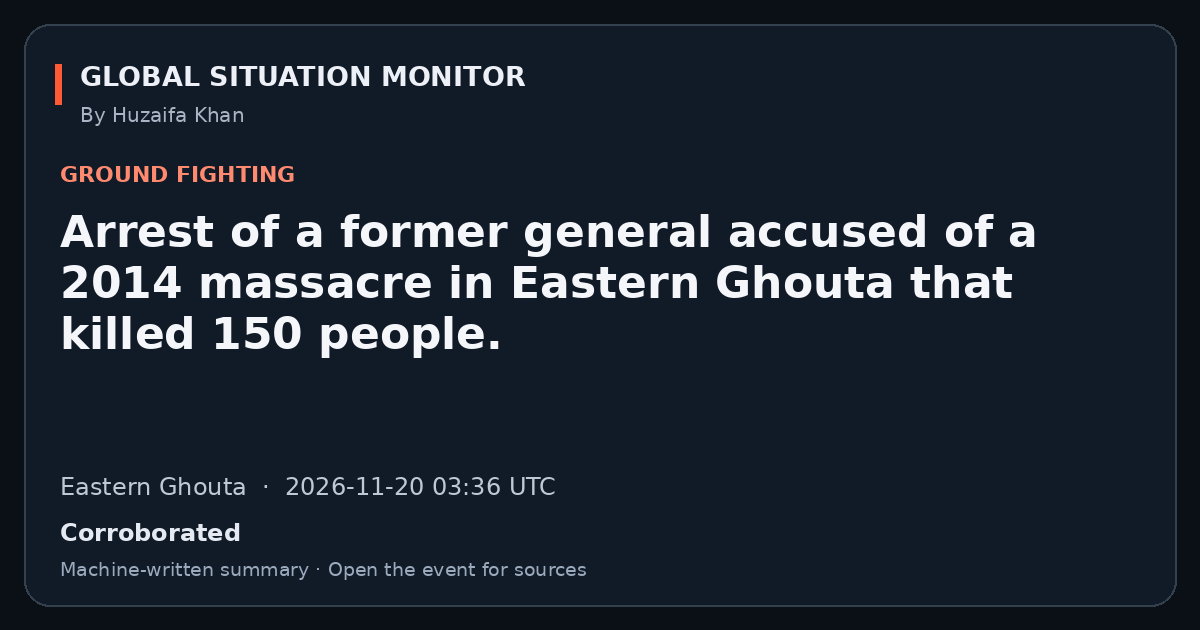 GLOBAL SITUATION MONITOR
By Huzaifa Khan
GROUND FIGHTING
Arrest of a former general accused of a
2014 massacre in Eastern Ghouta that
killed 150 people.
Eastern Ghouta · 2026-11-20 03:36 UTC
Corroborated
Machine-written summary · Open the event for sources